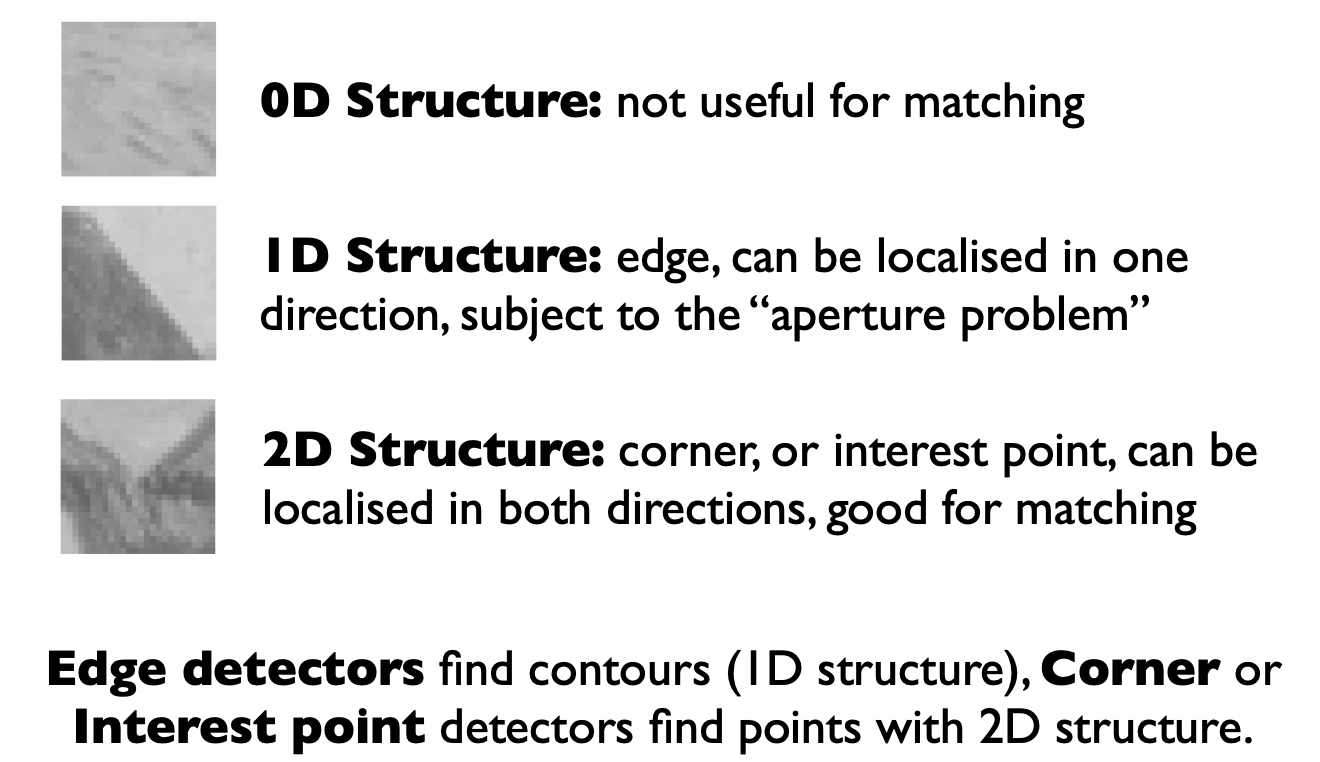 0D Structure: not useful for matching
1D Structure: edge, can be localised in one
direction, subject to the “aperture problem”
2D Structure: corner, or interest point, can be
localised in both directions, good for matching
Edge detectors find contours (1D structure), Corner or
Interest point detectors find points with 2D structure.